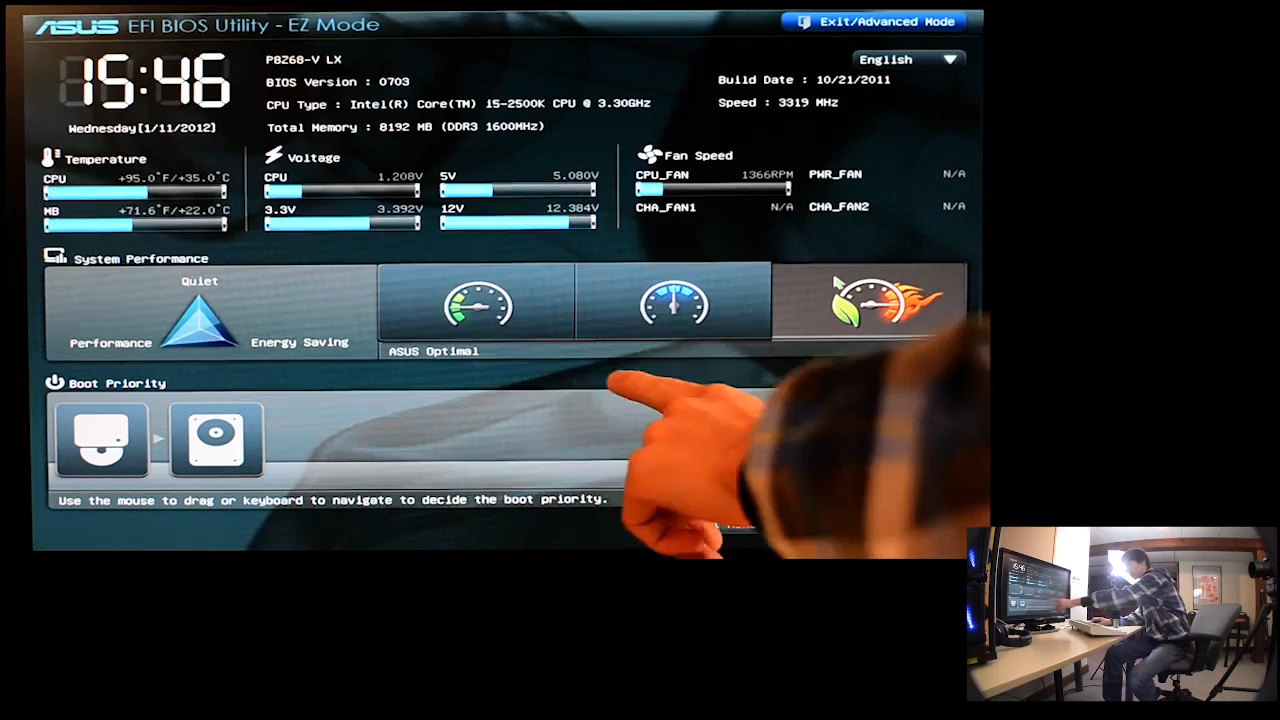 ASUS EFI BIOS Utility - EZ Mode
Exit/Advanced Mode
15:46
Wednesday[1/11/2012]
P8Z68-V LX
BIOS Version : 0703
CPU Type : Intel(R) Core(TM) i5-2500K CPU @ 3.30GHz
Total Memory : 8192 MB (DDR3 1600MHz)
English
Build Date : 10/21/2011
Speed : 3319 MHz
Temperature
CPU +95.0°F/+35.0°C
MB +71.6°F/+22.0°C
Voltage
CPU 1.208V 5V 5.080V
3.3V 3.392V 12V 12.384V
Fan Speed
CPU_FAN 1366RPM PWR_FAN N/A
CHA_FAN1 N/A CHA_FAN2 N/A
System Performance
Quiet
Performance Energy Saving
ASUS Optimal
Boot Priority
Use the mouse to drag or keyboard to navigate to decide the boot priority.